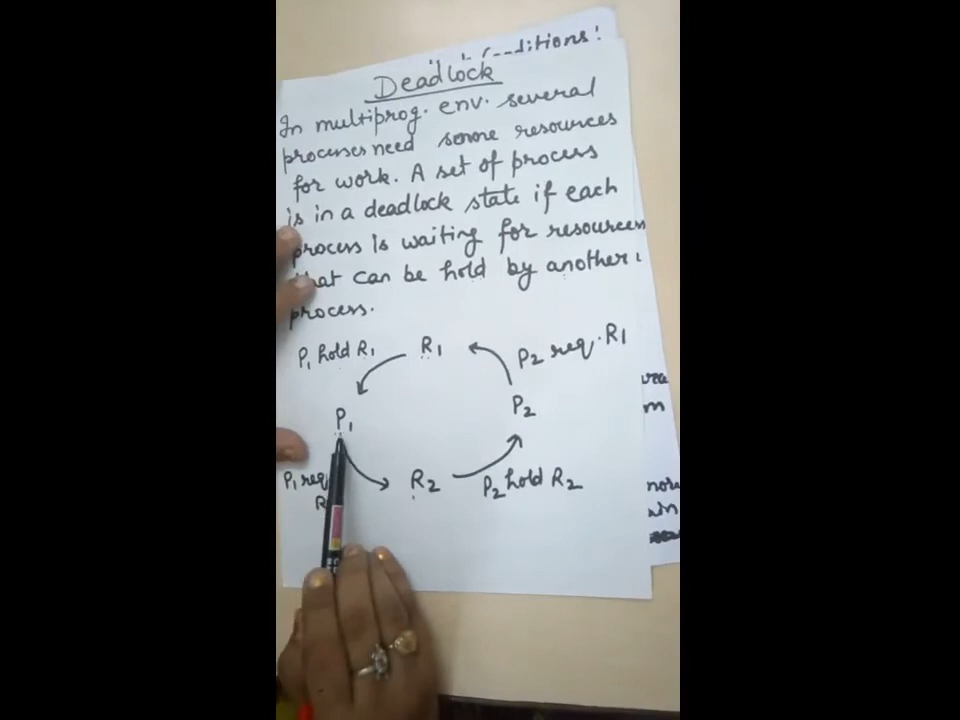 Conditions!
Deadlock
In multiprog. env. several
processes need some resources
for work. A set of process
is in a deadlock state if each
process is waiting for resources
that can be hold by another
process.
P1 hold R1
R1
P2 req. R1
P1
P2
P1 req
R2
P2 hold R2